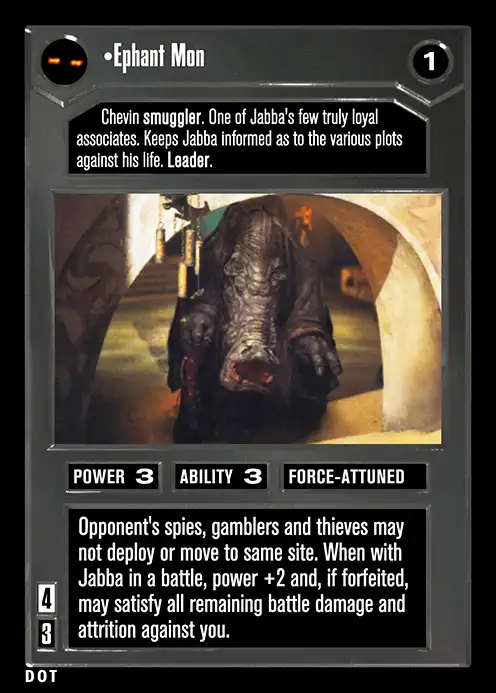 •Ephant Mon
1
Chevin smuggler. One of Jabba's few truly loyal
associates. Keeps Jabba informed as to the various plots
against his life. Leader.
POWER 3 ABILITY 3 FORCE-ATTUNED
Opponent's spies, gamblers and thieves may
not deploy or move to same site. When with
Jabba in a battle, power +2 and, if forfeited,
may satisfy all remaining battle damage and
attrition against you.
4
3
DOT